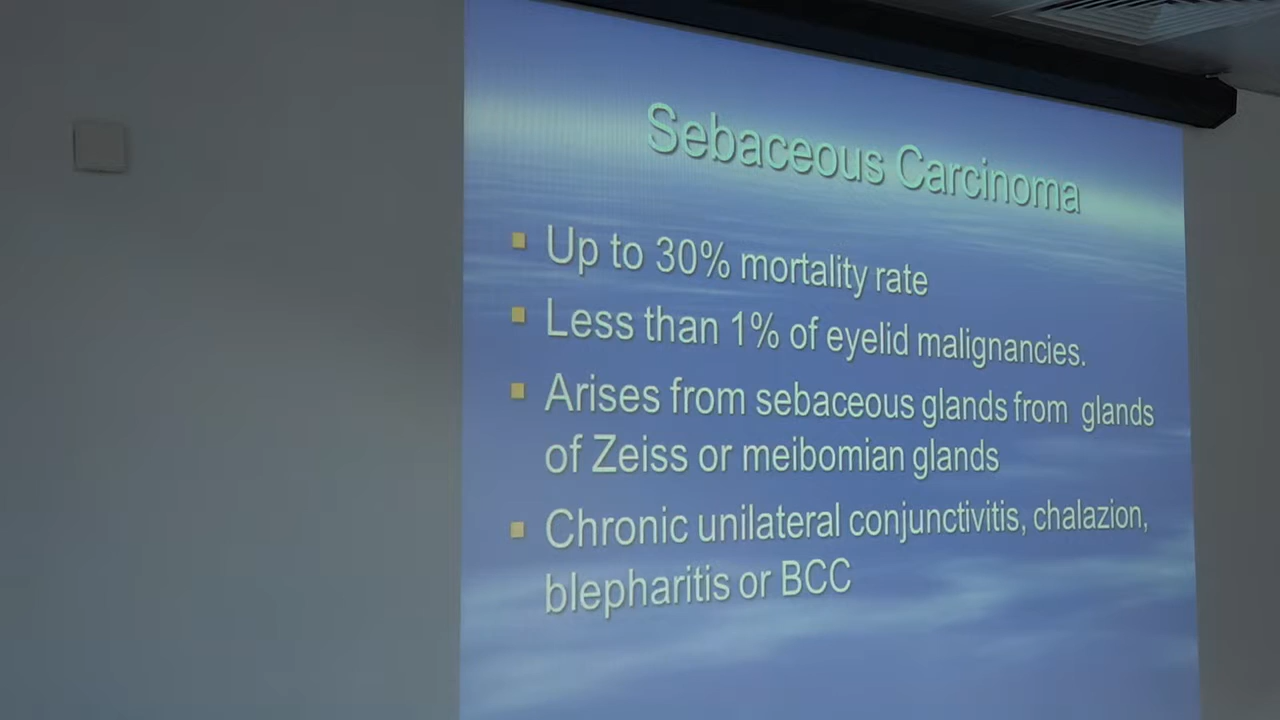 Sebaceous Carcinoma
Up to 30% mortality rate
Less than 1% of eyelid malignancies.
Arises from sebaceous glands from glands
of Zeiss or meibomian glands
Chronic unilateral conjunctivitis, chalazion,
blepharitis or BCC